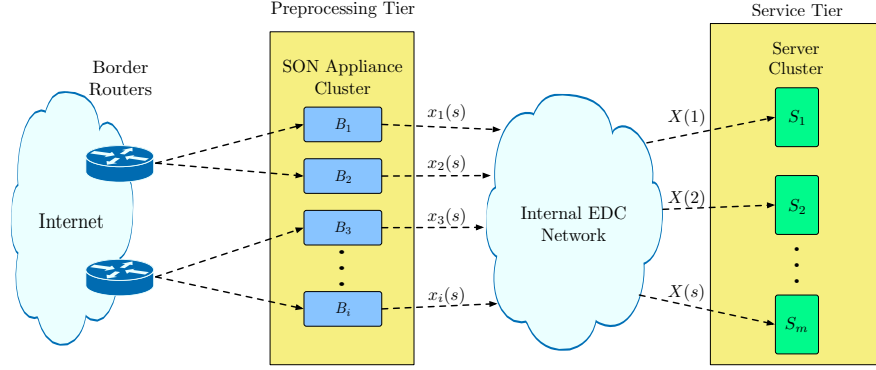 Preprocessing Tier
Service Tier
Border
Routers
SON Appliance
Cluster
Server
Cluster
Internet
B₁
B₂
B₃
Bᵢ
x₁(s)
x₂(s)
x₃(s)
xᵢ(s)
Internal EDC
Network
X(1)
X(2)
X(s)
S₁
S₂
Sₘ